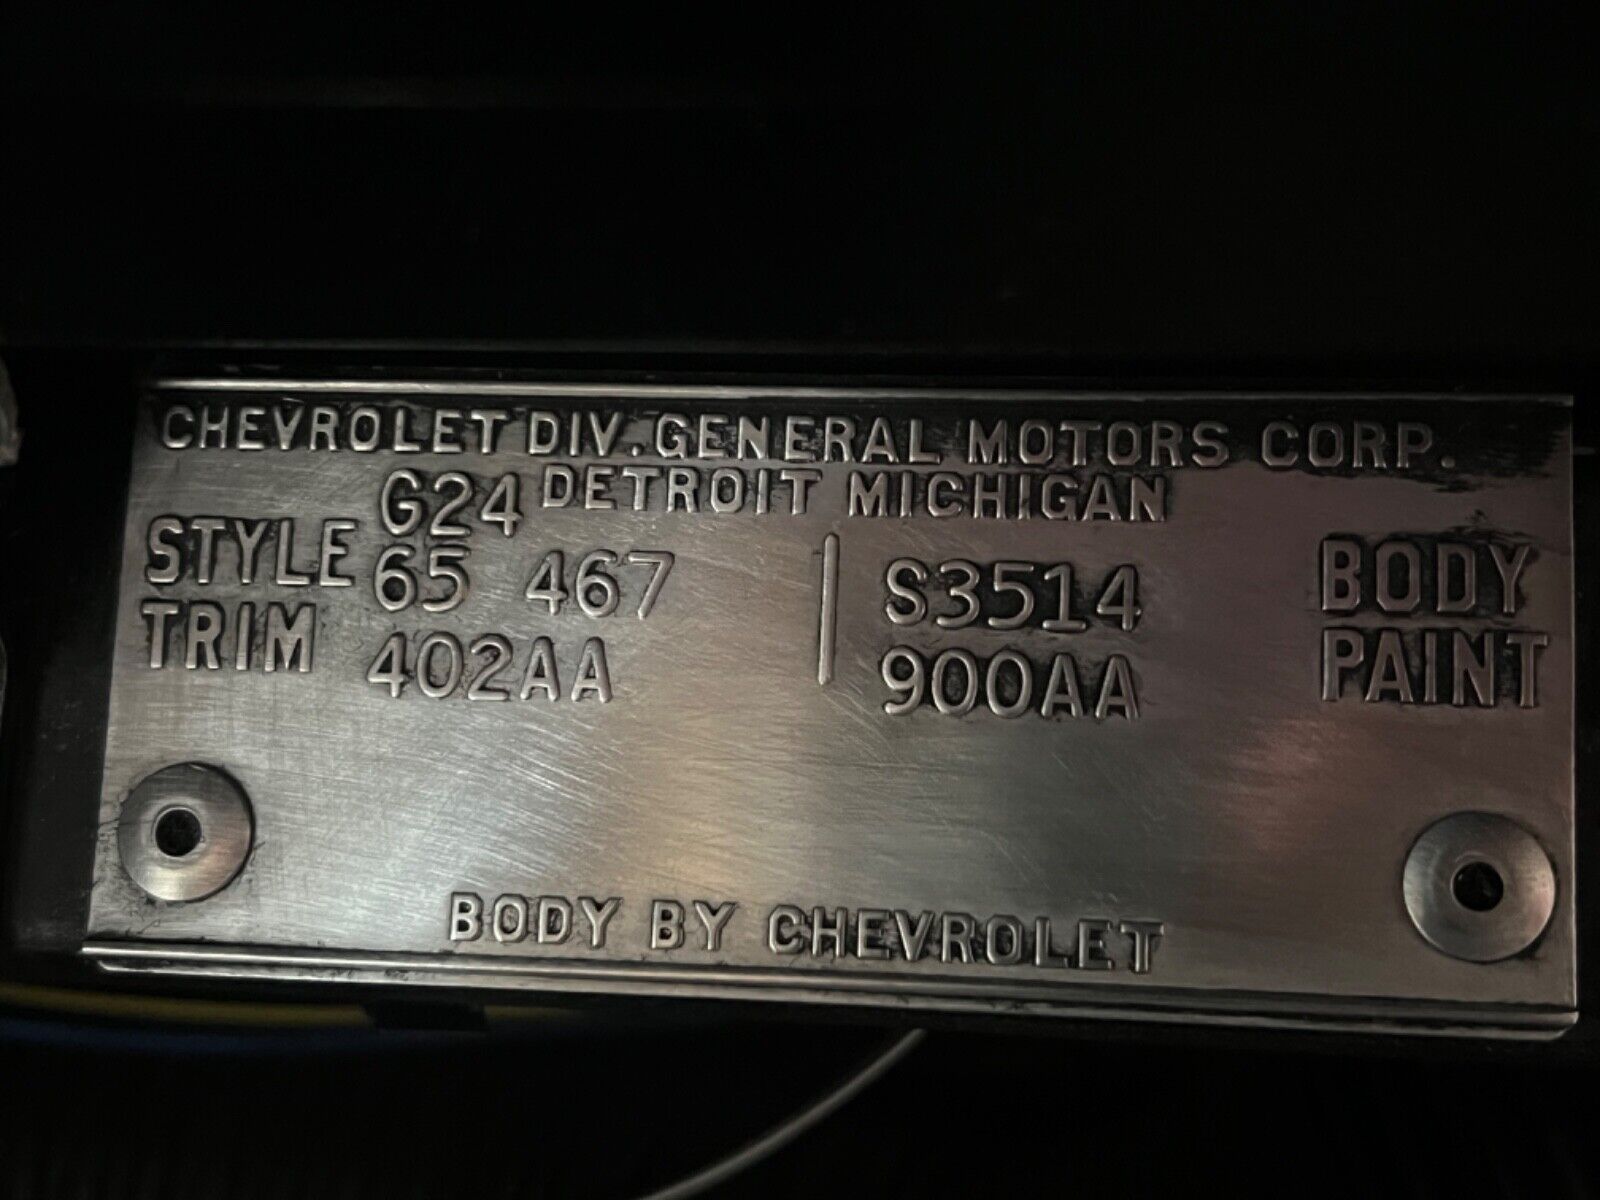 CHEVROLET DIV. GENERAL MOTORS CORP.
G24 DETROIT MICHIGAN
STYLE 65 467 | S3514 BODY
TRIM 402AA | 900AA PAINT
BODY BY CHEVROLET